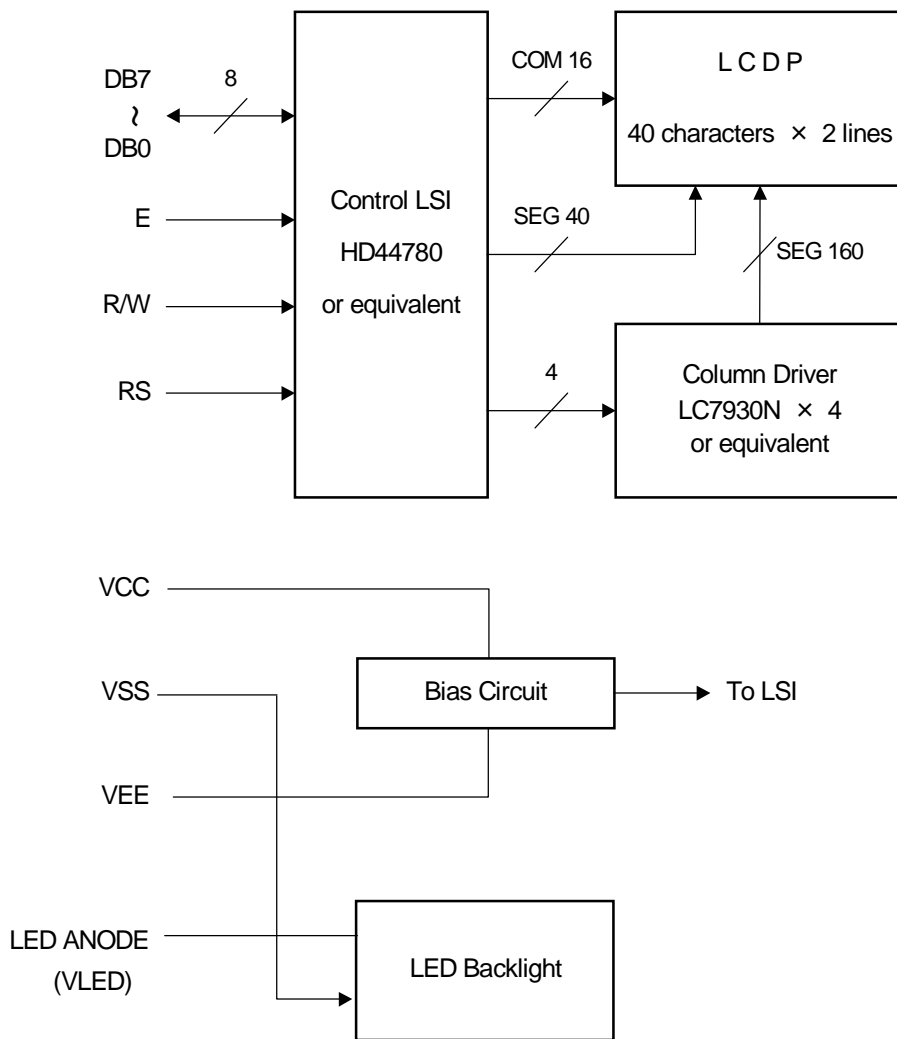 DB7
~
DB0
8
E
R/W
RS
Control LSI
HD44780
or equivalent
COM 16
SEG 40
4
L C D P
40 characters × 2 lines
SEG 160
Column Driver
LC7930N × 4
or equivalent
VCC
VSS
VEE
Bias Circuit
To LSI
LED ANODE
(VLED)
LED Backlight